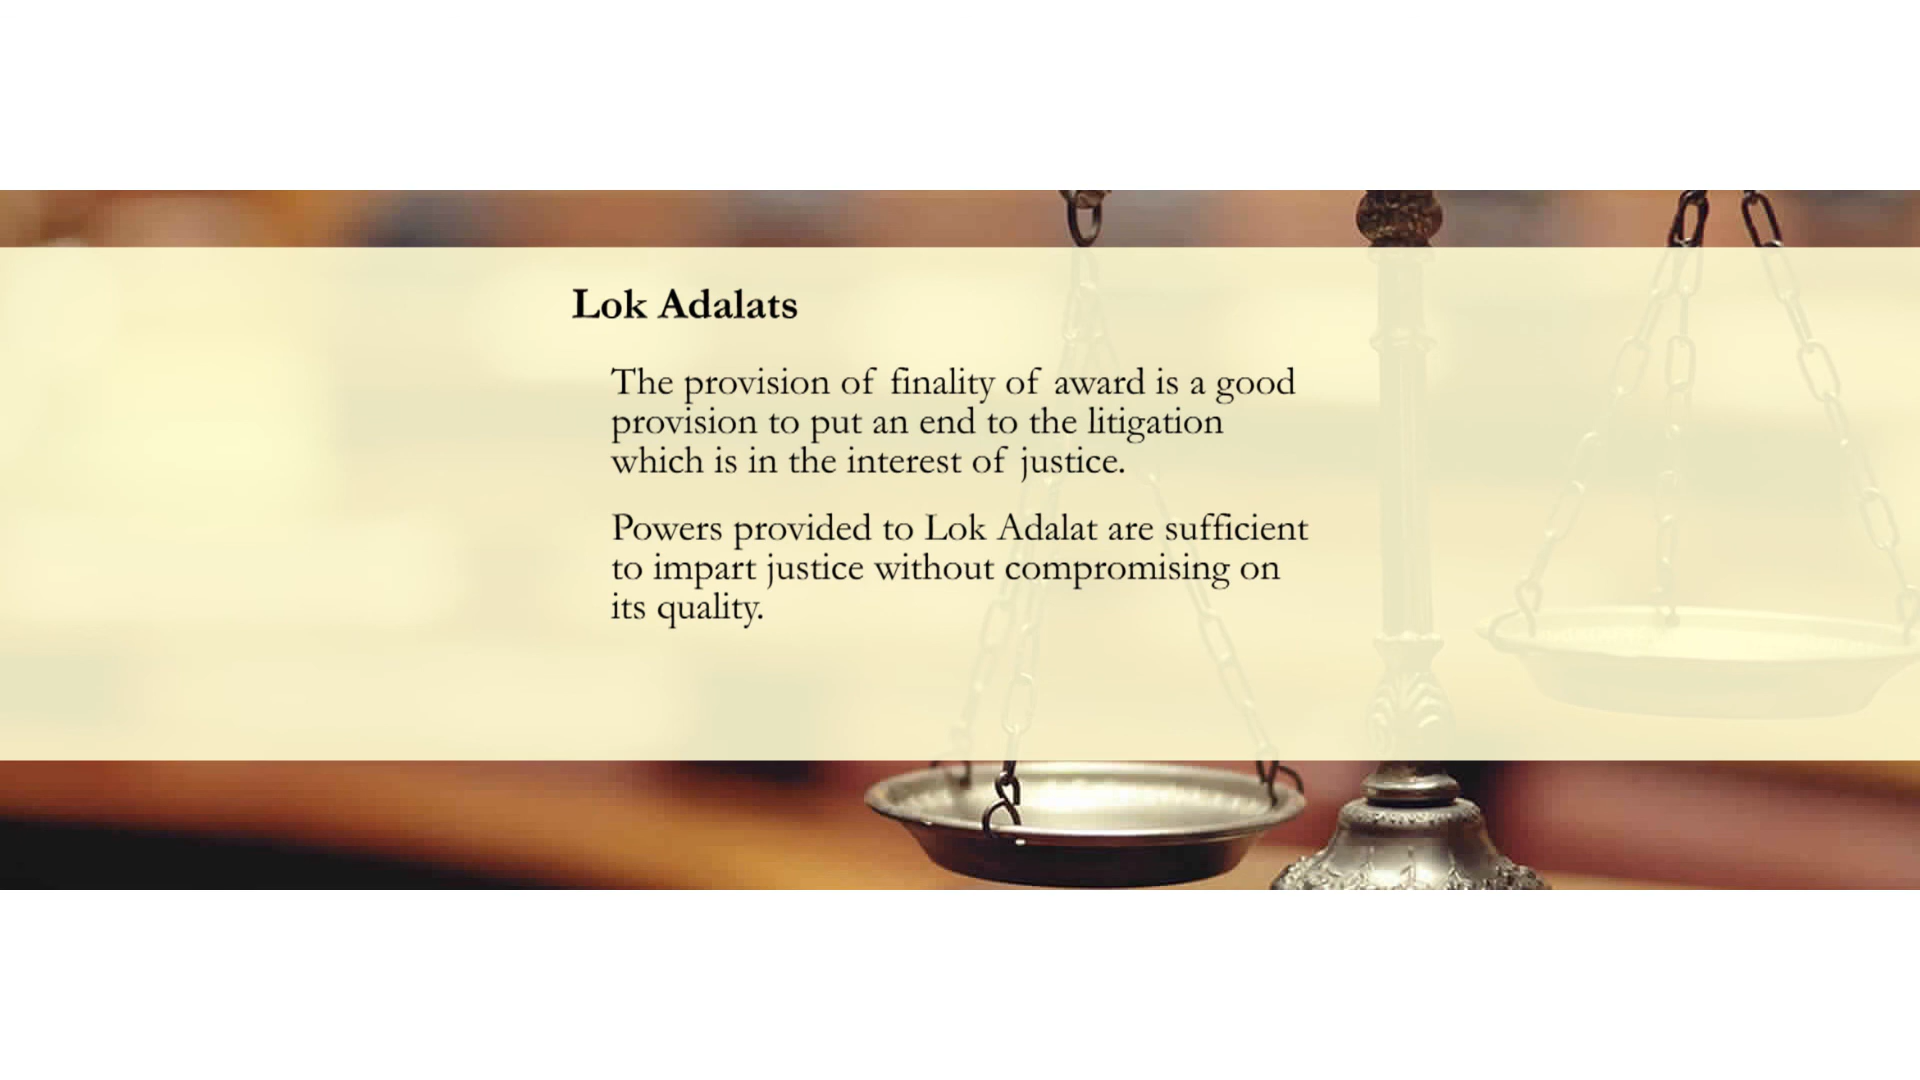 Lok Adalats
The provision of finality of award is a good
provision to put an end to the litigation
which is in the interest of justice.
Powers provided to Lok Adalat are sufficient
to impart justice without compromising on
its quality.